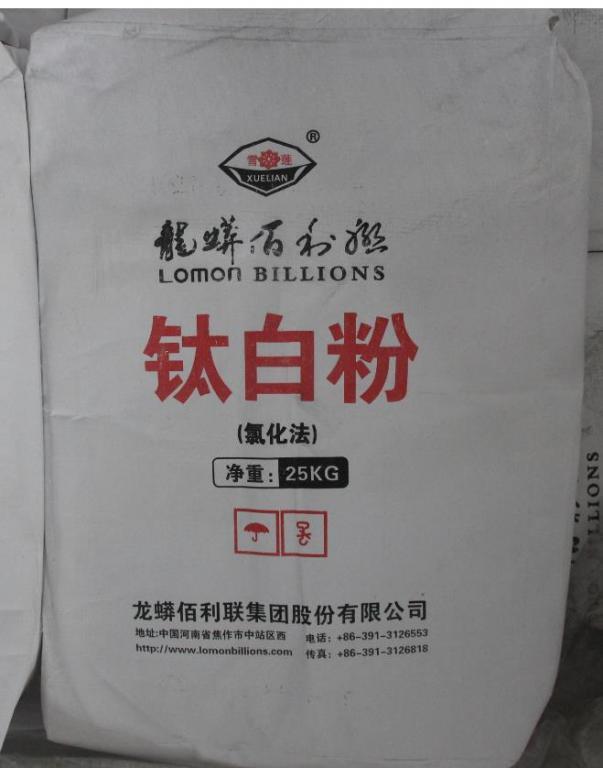 ®
雪莲
XUELIAN
龍蟒佰利聯
LOMON BILLIONS
钛白粉
(氯化法)
净重：25KG
龙蟒佰利联集团股份有限公司
地址:中国河南省焦作市中站区西 电话：+86-391-3126553
http://www.lomonbillions.com 传真：+86-391-3126818
LLIONS